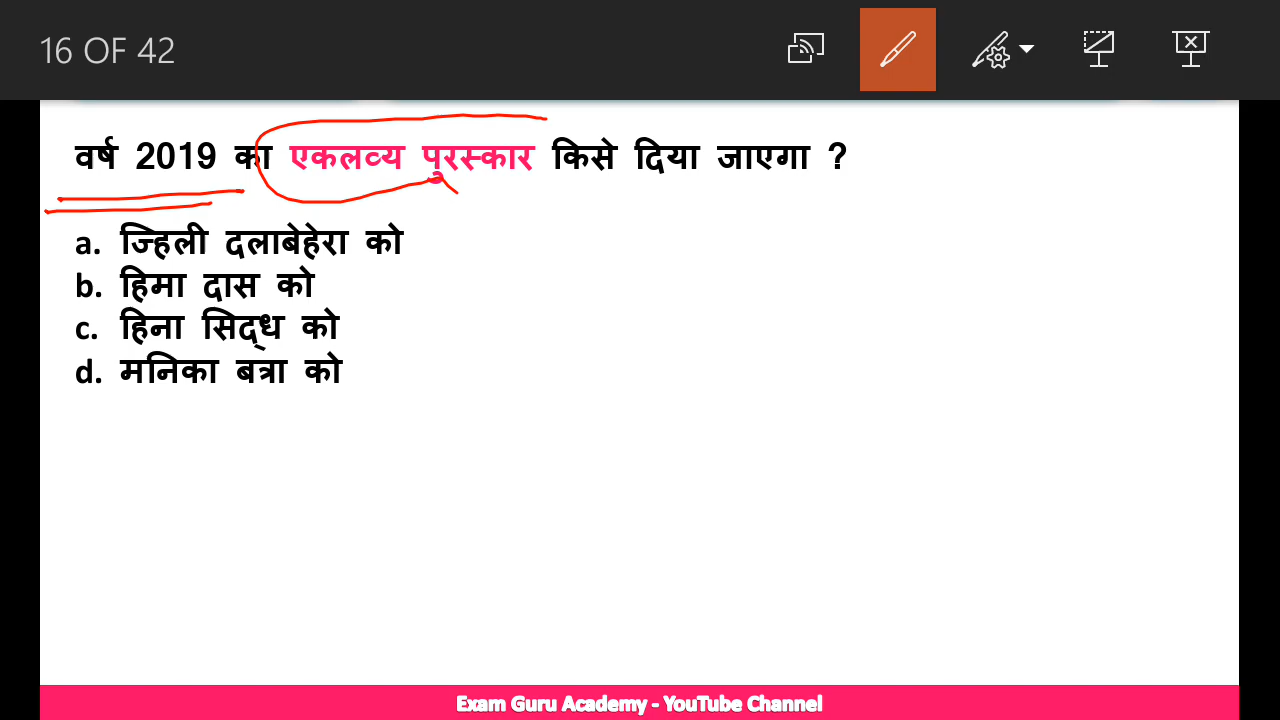 16 OF 42
वर्ष 2019 का एकलव्य पुरस्कार किसे दिया जाएगा ?
a. ज्हिली दलाबेहेरा को
b. हिमा दास को
c. हिना सिद्ध को
d. मनिका बत्रा को
Exam Guru Academy - YouTube Channel